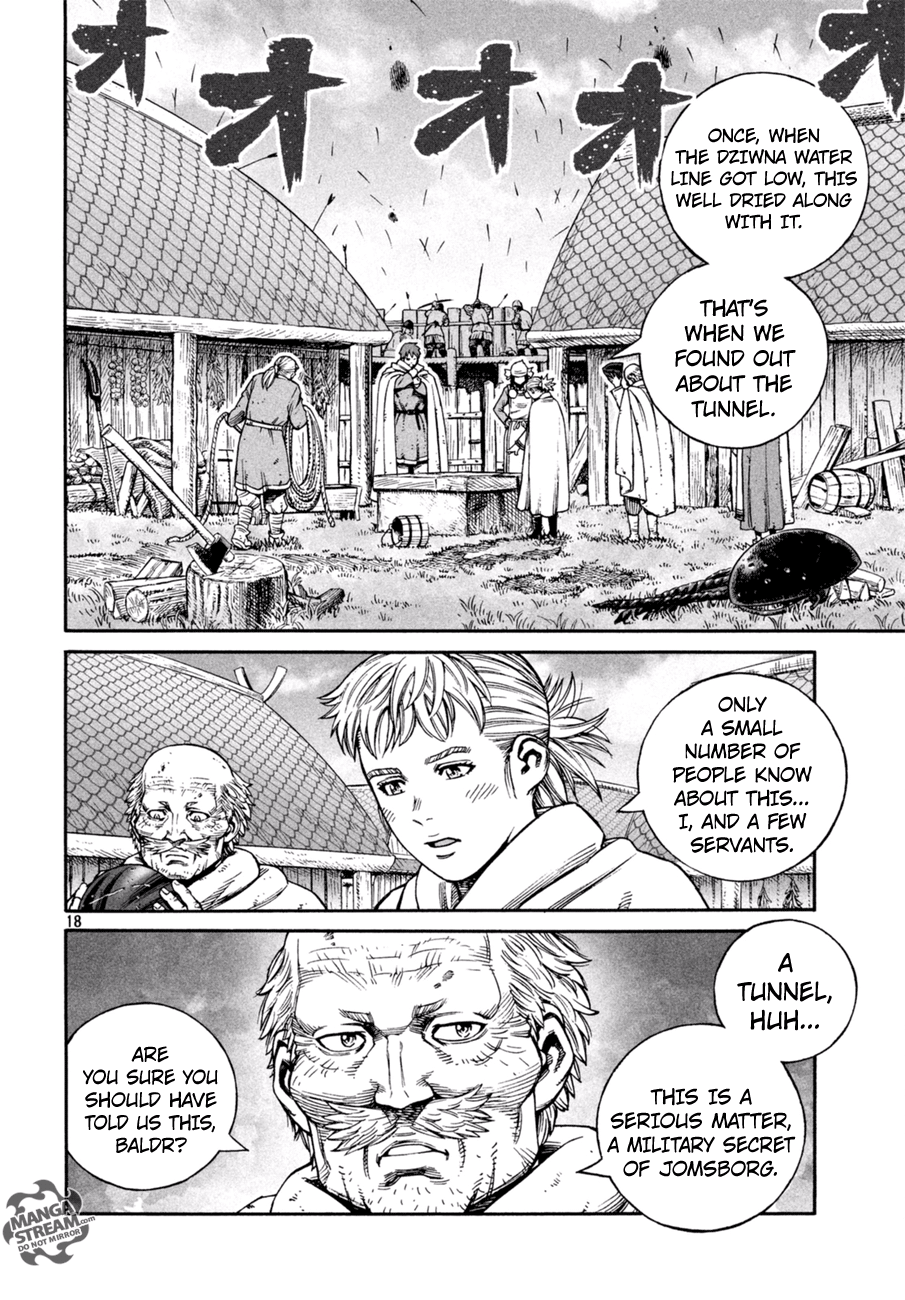 オオオオオ
ONCE, WHEN
THE DZIWNA WATER
LINE GOT LOW, THIS
WELL DRIED ALONG
WITH IT.
THAT'S
WHEN WE
FOUND OUT
ABOUT THE
TUNNEL.
ONLY
A SMALL
NUMBER OF
PEOPLE KNOW
ABOUT THIS...
I, AND A FEW
SERVANTS.
18
A
TUNNEL,
HUH...
THIS IS A
SERIOUS MATTER,
A MILITARY SECRET
OF JOMSBORG.
ARE
YOU SURE YOU
SHOULD HAVE
TOLD US THIS,
BALDR?
MANGA
STREAM.com
DO NOT MIRROR